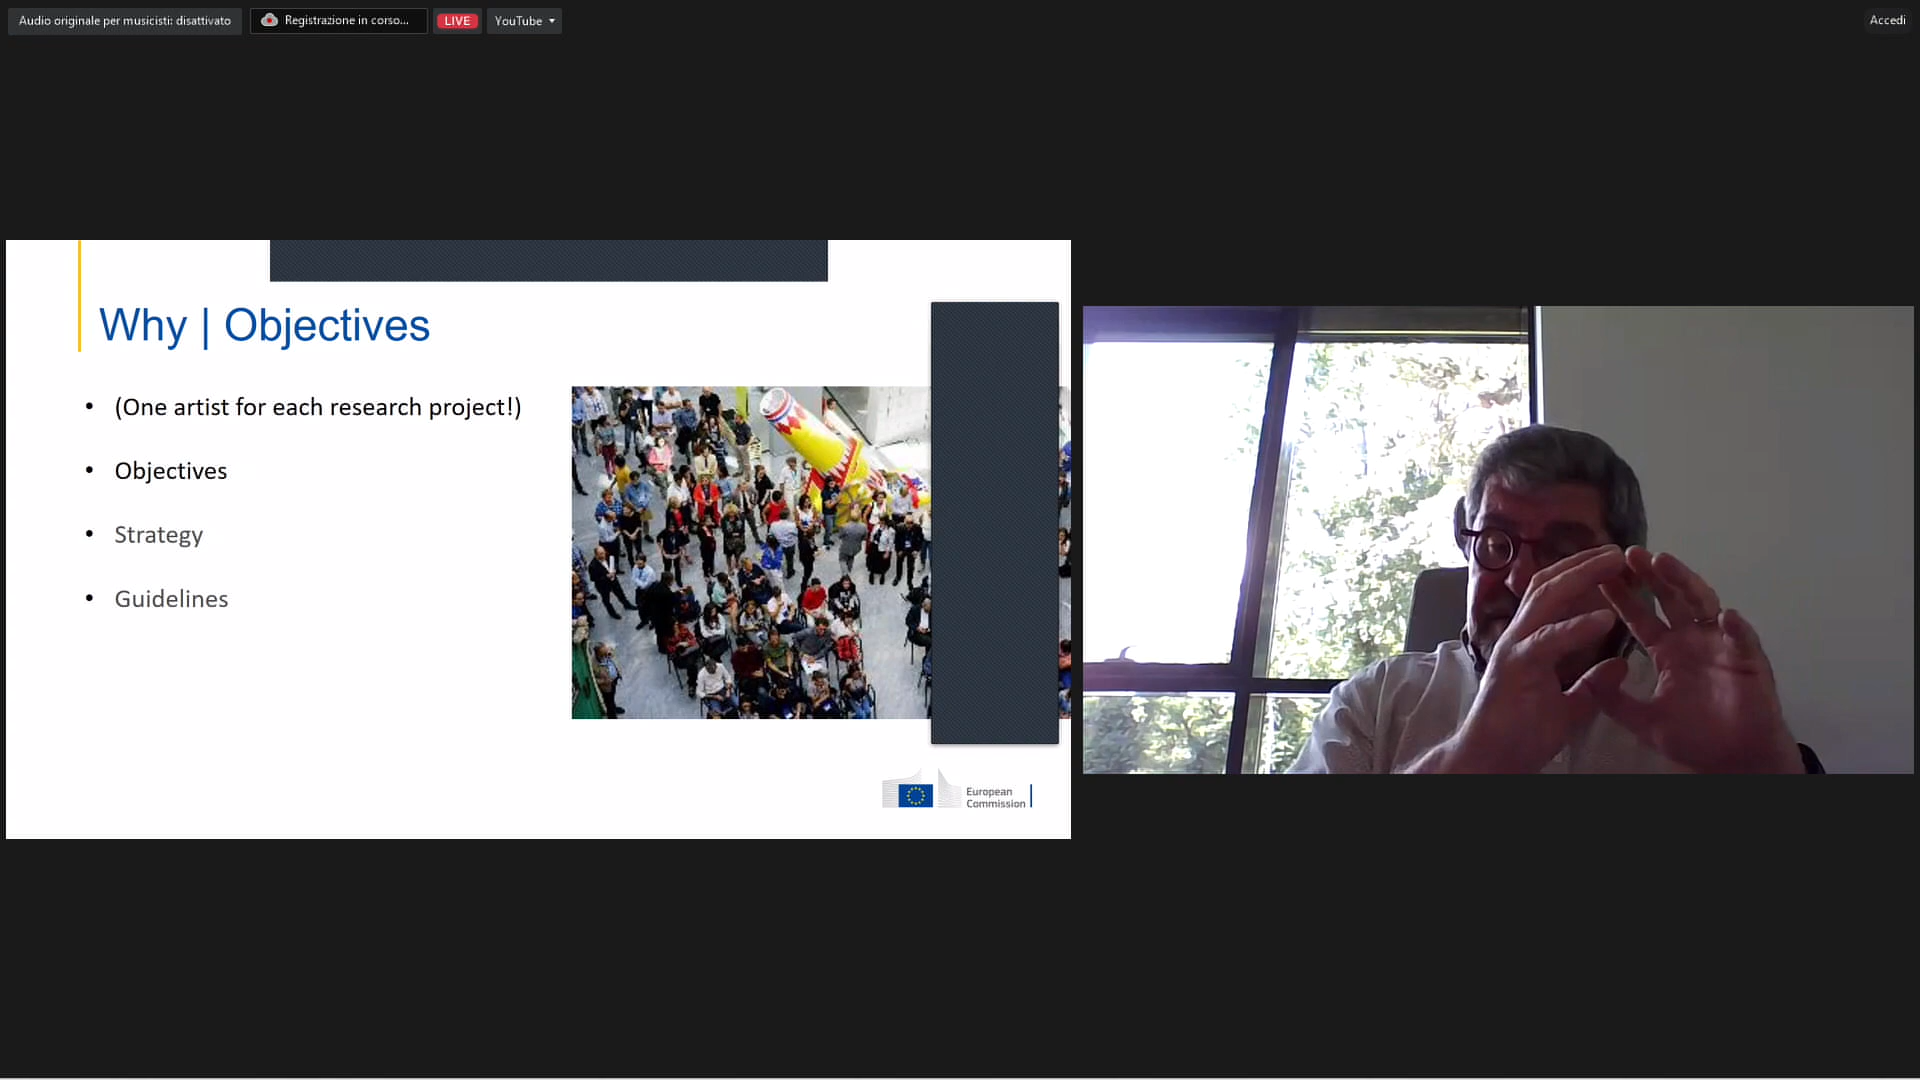 Audio originale per musicisti: disattivato
Registrazione in corso...
LIVE
YouTube
Accedi
Why | Objectives
• (One artist for each research project!)
• Objectives
• Strategy
• Guidelines
European
Commission